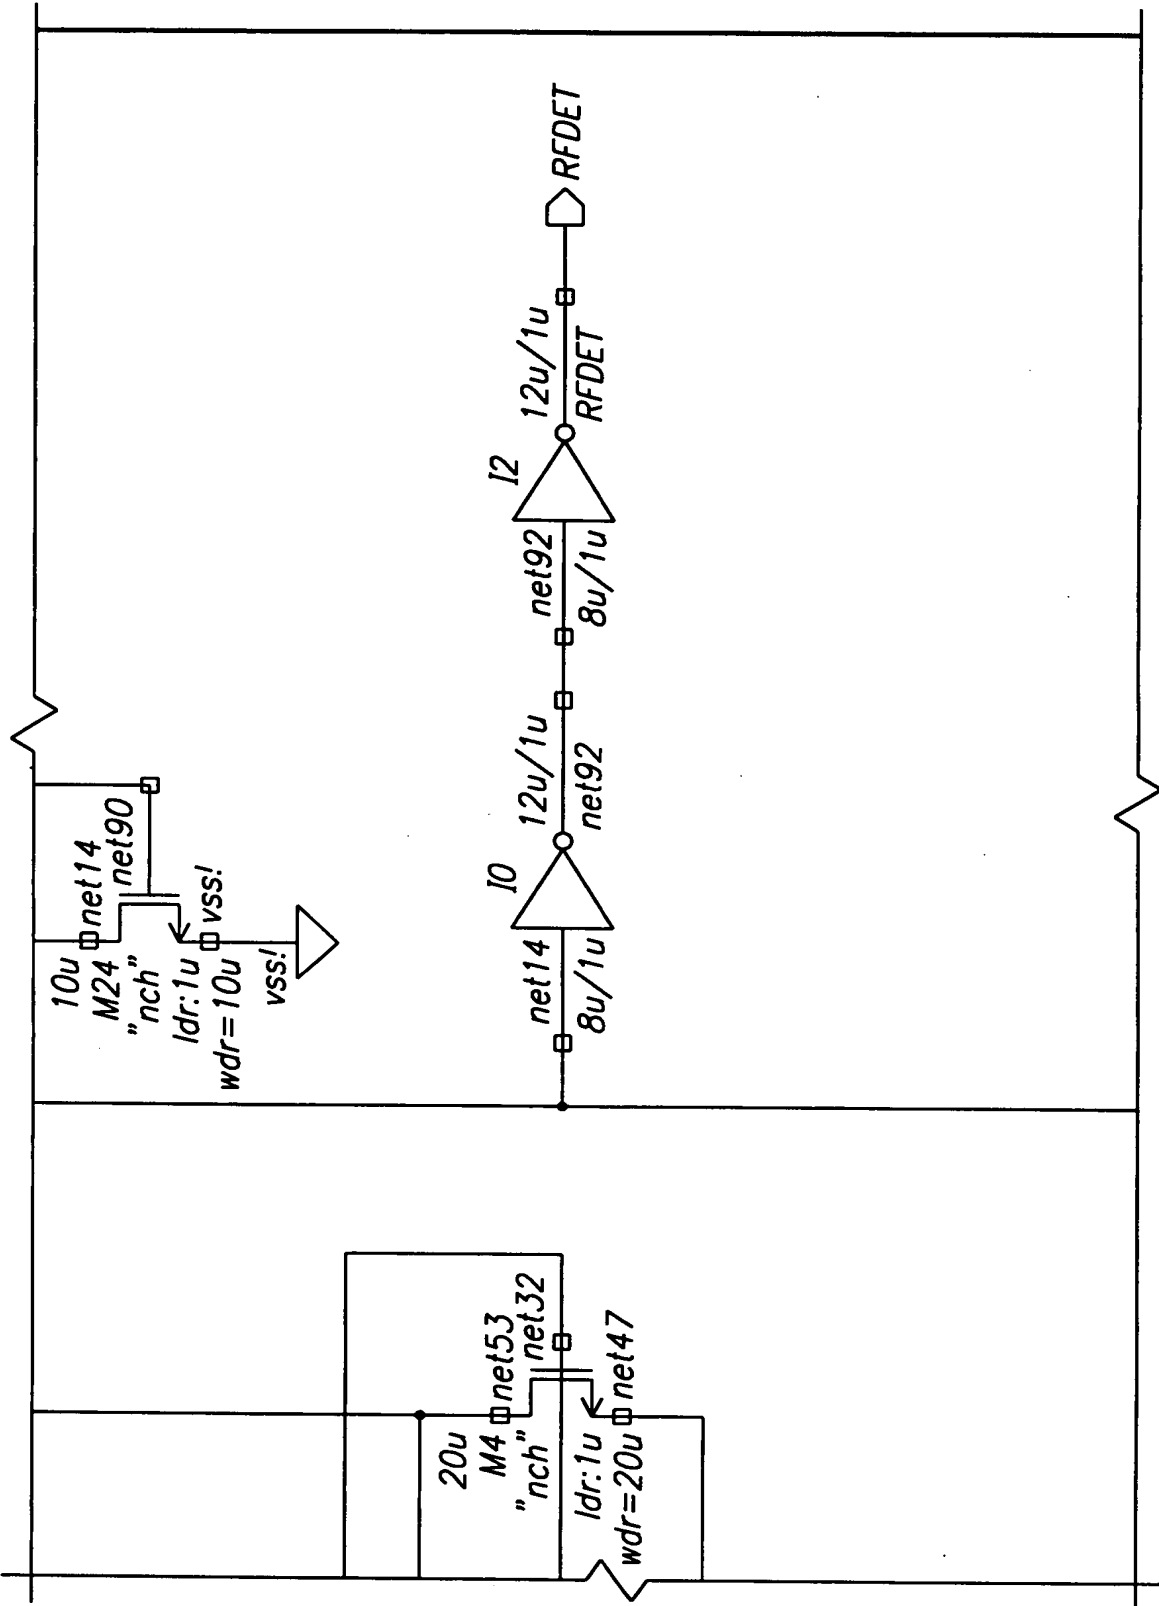 10u
M24
"nch"
ldr:1u
wdr=10u
net14
net90
vss!
vss!
20u
M4
"nch"
ldr:1u
wdr=20u
net53
net32
net47
net14
8u/1u
I0
12u/1u
net92
net92
8u/1u
I2
12u/1u
RFDET
RFDET